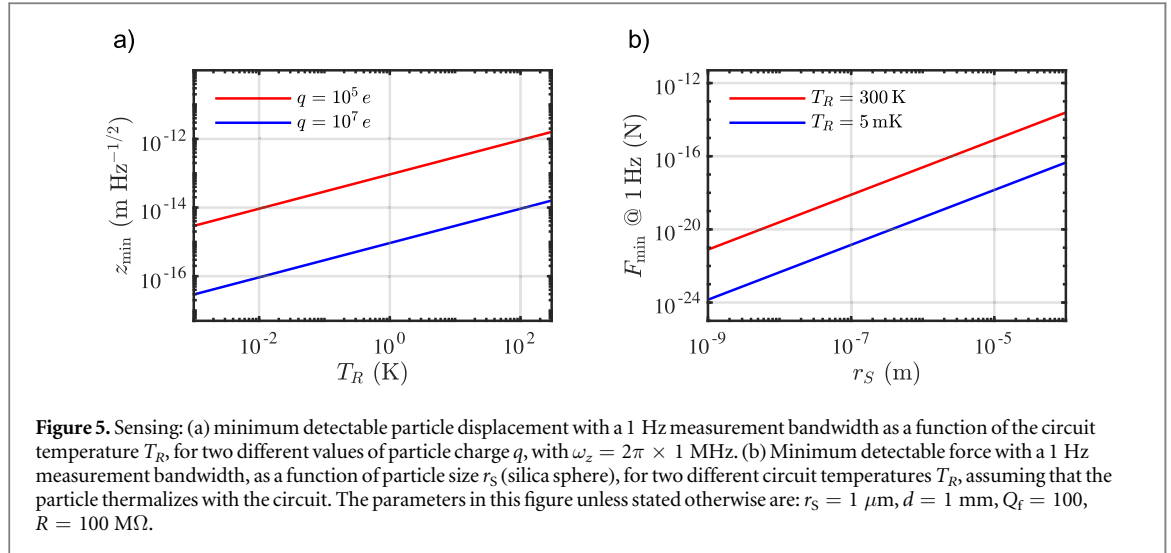 a)
b)
q = 10^5 e
q = 10^7 e
z_min (m Hz^-1/2)
10^-12
10^-14
10^-16
10^-2
10^0
10^2
T_R (K)
T_R = 300 K
T_R = 5 mK
F_min @ 1 Hz (N)
10^-12
10^-16
10^-20
10^-24
10^-9
10^-7
10^-5
r_S (m)
Figure 5. Sensing: (a) minimum detectable particle displacement with a 1 Hz measurement bandwidth as a function of the circuit
temperature T_R, for two different values of particle charge q, with ω_z = 2π × 1 MHz. (b) Minimum detectable force with a 1 Hz
measurement bandwidth, as a function of particle size r_S (silica sphere), for two different circuit temperatures T_R, assuming that the
particle thermalizes with the circuit. The parameters in this figure unless stated otherwise are: r_S = 1 μm, d = 1 mm, Q_f = 100,
R = 100 MΩ.